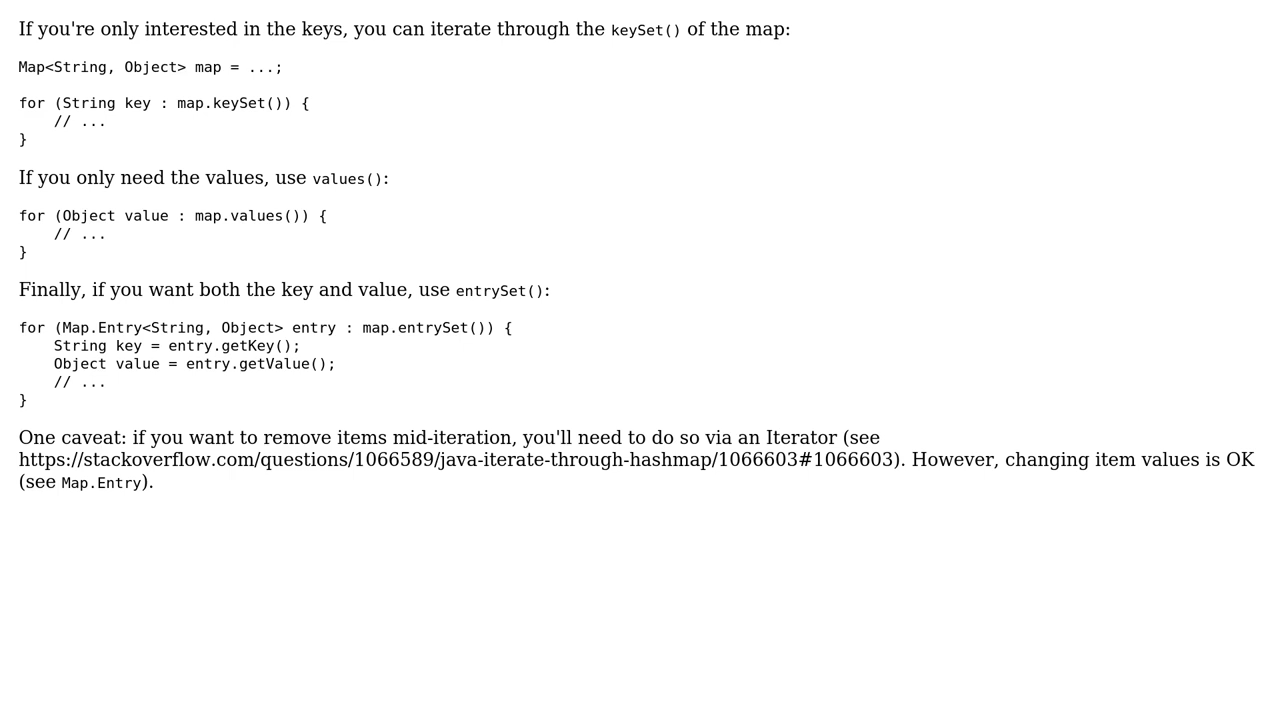 If you're only interested in the keys, you can iterate through the keySet() of the map:
Map<String, Object> map = ...;
for (String key : map.keySet()) {
    // ...
}
If you only need the values, use values():
for (Object value : map.values()) {
    // ...
}
Finally, if you want both the key and value, use entrySet():
for (Map.Entry<String, Object> entry : map.entrySet()) {
    String key = entry.getKey();
    Object value = entry.getValue();
    // ...
}
One caveat: if you want to remove items mid-iteration, you'll need to do so via an Iterator (see
https://stackoverflow.com/questions/1066589/java-iterate-through-hashmap/1066603#1066603). However, changing item values is OK
(see Map.Entry).